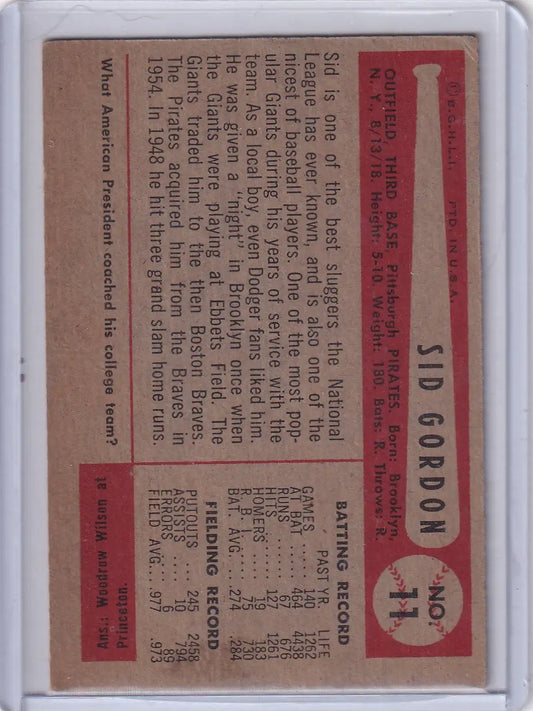 © B.G.H.L.I. PTD. IN U.S.A.
SID GORDON
NO. 11
OUTFIELD, THIRD BASE Pittsburgh PIRATES. Born: Brooklyn,
N. Y., 8/13/18. Height: 5-10. Weight: 180. Bats: R. Throws: R.
Sid is one of the best sluggers the National
League has ever known, and is also one of the
nicest of baseball players. One of the most pop-
ular Giants during his years of service with the
team. As a local boy, even Dodger fans liked him.
He was given a "night" in Brooklyn once when
the Giants were playing at Ebbets Field. The
Giants traded him to the then Boston Braves.
The Pirates acquired him from the Braves in
1954. In 1948 he hit three grand slam home runs.
BATTING RECORD
PAST YR. LIFE
GAMES 140 1262
AT BAT 464 4438
RUNS 67 676
HITS 127 1261
HOMERS 19 183
R. B. I. 75 730
BAT. AVG. .274 .284
FIELDING RECORD
PUTOUTS 245 2458
ASSISTS 10 794
ERRORS 6 89
FIELD AVG. .977 .973
What American President coached his college team?
Ans.: Woodrow Wilson at
Princeton.